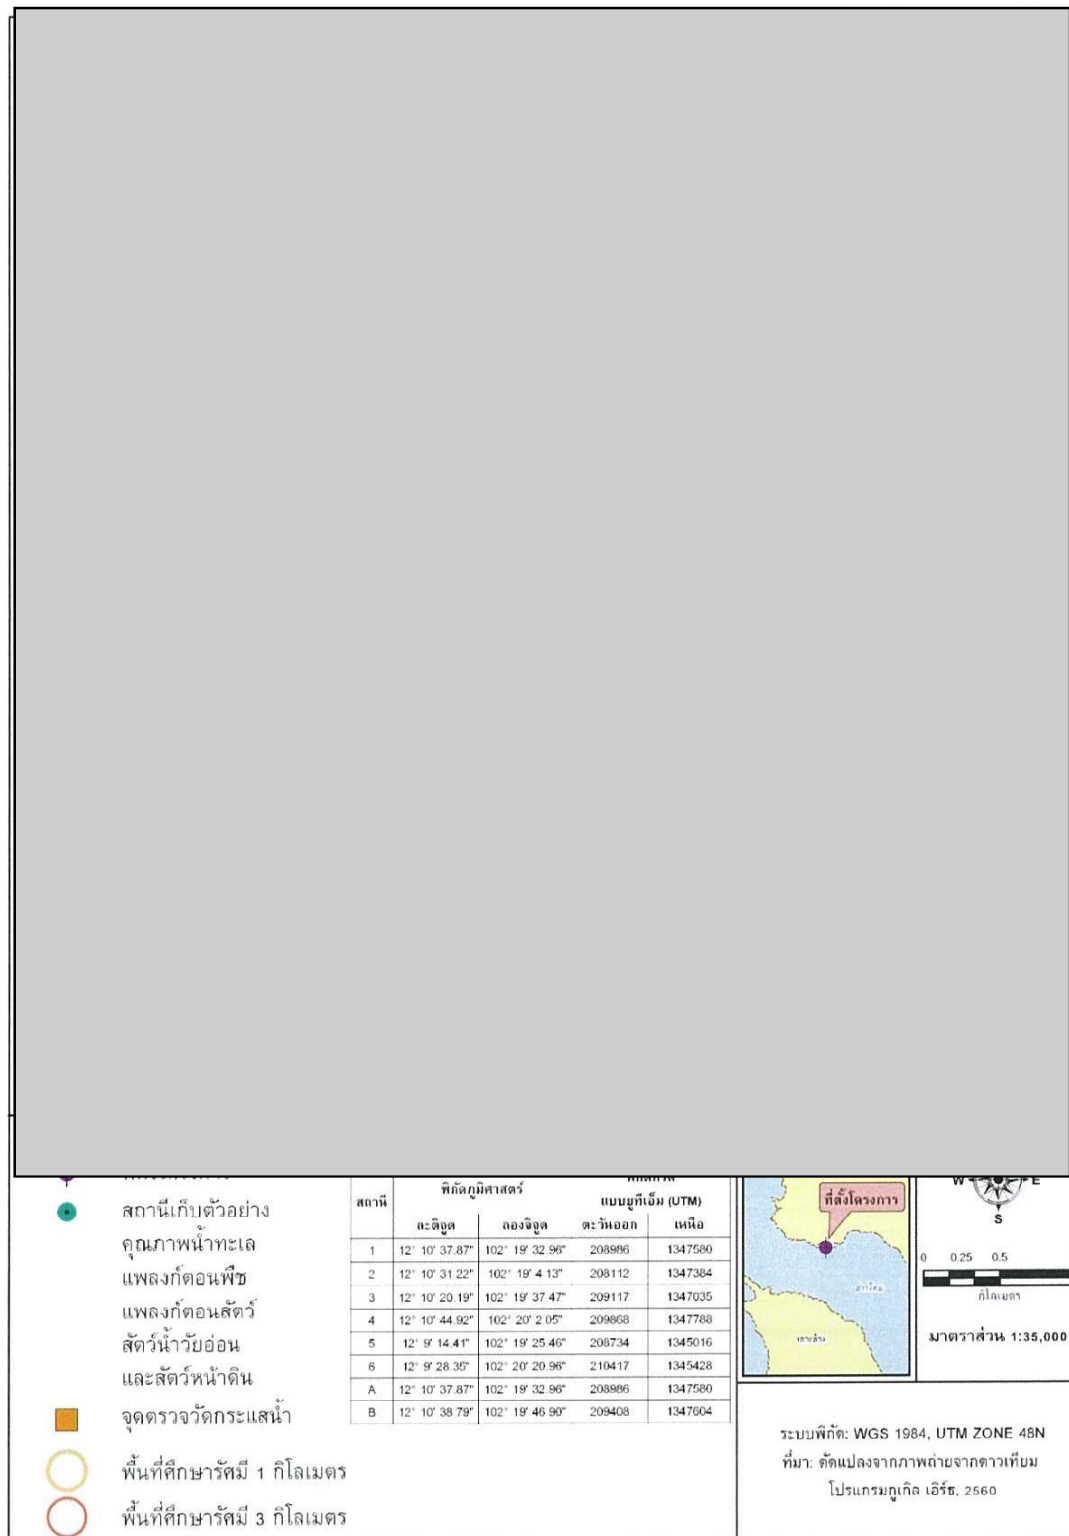 สถานีเก็บตัวอย่าง
คุณภาพน้ำทะเล
แพลงก์ตอนพืช
แพลงก์ตอนสัตว์
สัตว์น้ำวัยอ่อน
และสัตว์หน้าดิน
จุดตรวจวัดกระแสน้ำ
พื้นที่ศึกษารัศมี 1 กิโลเมตร
พื้นที่ศึกษารัศมี 3 กิโลเมตร
สถานี พิกัดภูมิศาสตร์ แบบยูทีเอ็ม (UTM)
ละติจูด ลองจิจูด ตะวันออก เหนือ
1 12° 10' 37.87" 102° 19' 32.96" 208986 1347580
2 12° 10' 31.22" 102° 19' 4.13" 208112 1347384
3 12° 10' 20.19" 102° 19' 37.47" 209117 1347035
4 12° 10' 44.92" 102° 20' 2.05" 209868 1347788
5 12° 9' 14.41" 102° 19' 25.46" 208734 1345016
6 12° 9' 28.35" 102° 20' 20.96" 210417 1345428
A 12° 10' 37.87" 102° 19' 32.96" 208986 1347580
B 12° 10' 38.79" 102° 19' 46.90" 209408 1347604
ที่ตั้งโครงการ
อ่าวไทย
เกาะช้าง
W E
S
0 0.25 0.5
กิโลเมตร
มาตราส่วน 1:35,000
ระบบพิกัด: WGS 1984, UTM ZONE 48N
ที่มา: ดัดแปลงจากภาพถ่ายจากดาวเทียม
โปรแกรมกูเกิล เอิร์ธ, 2560